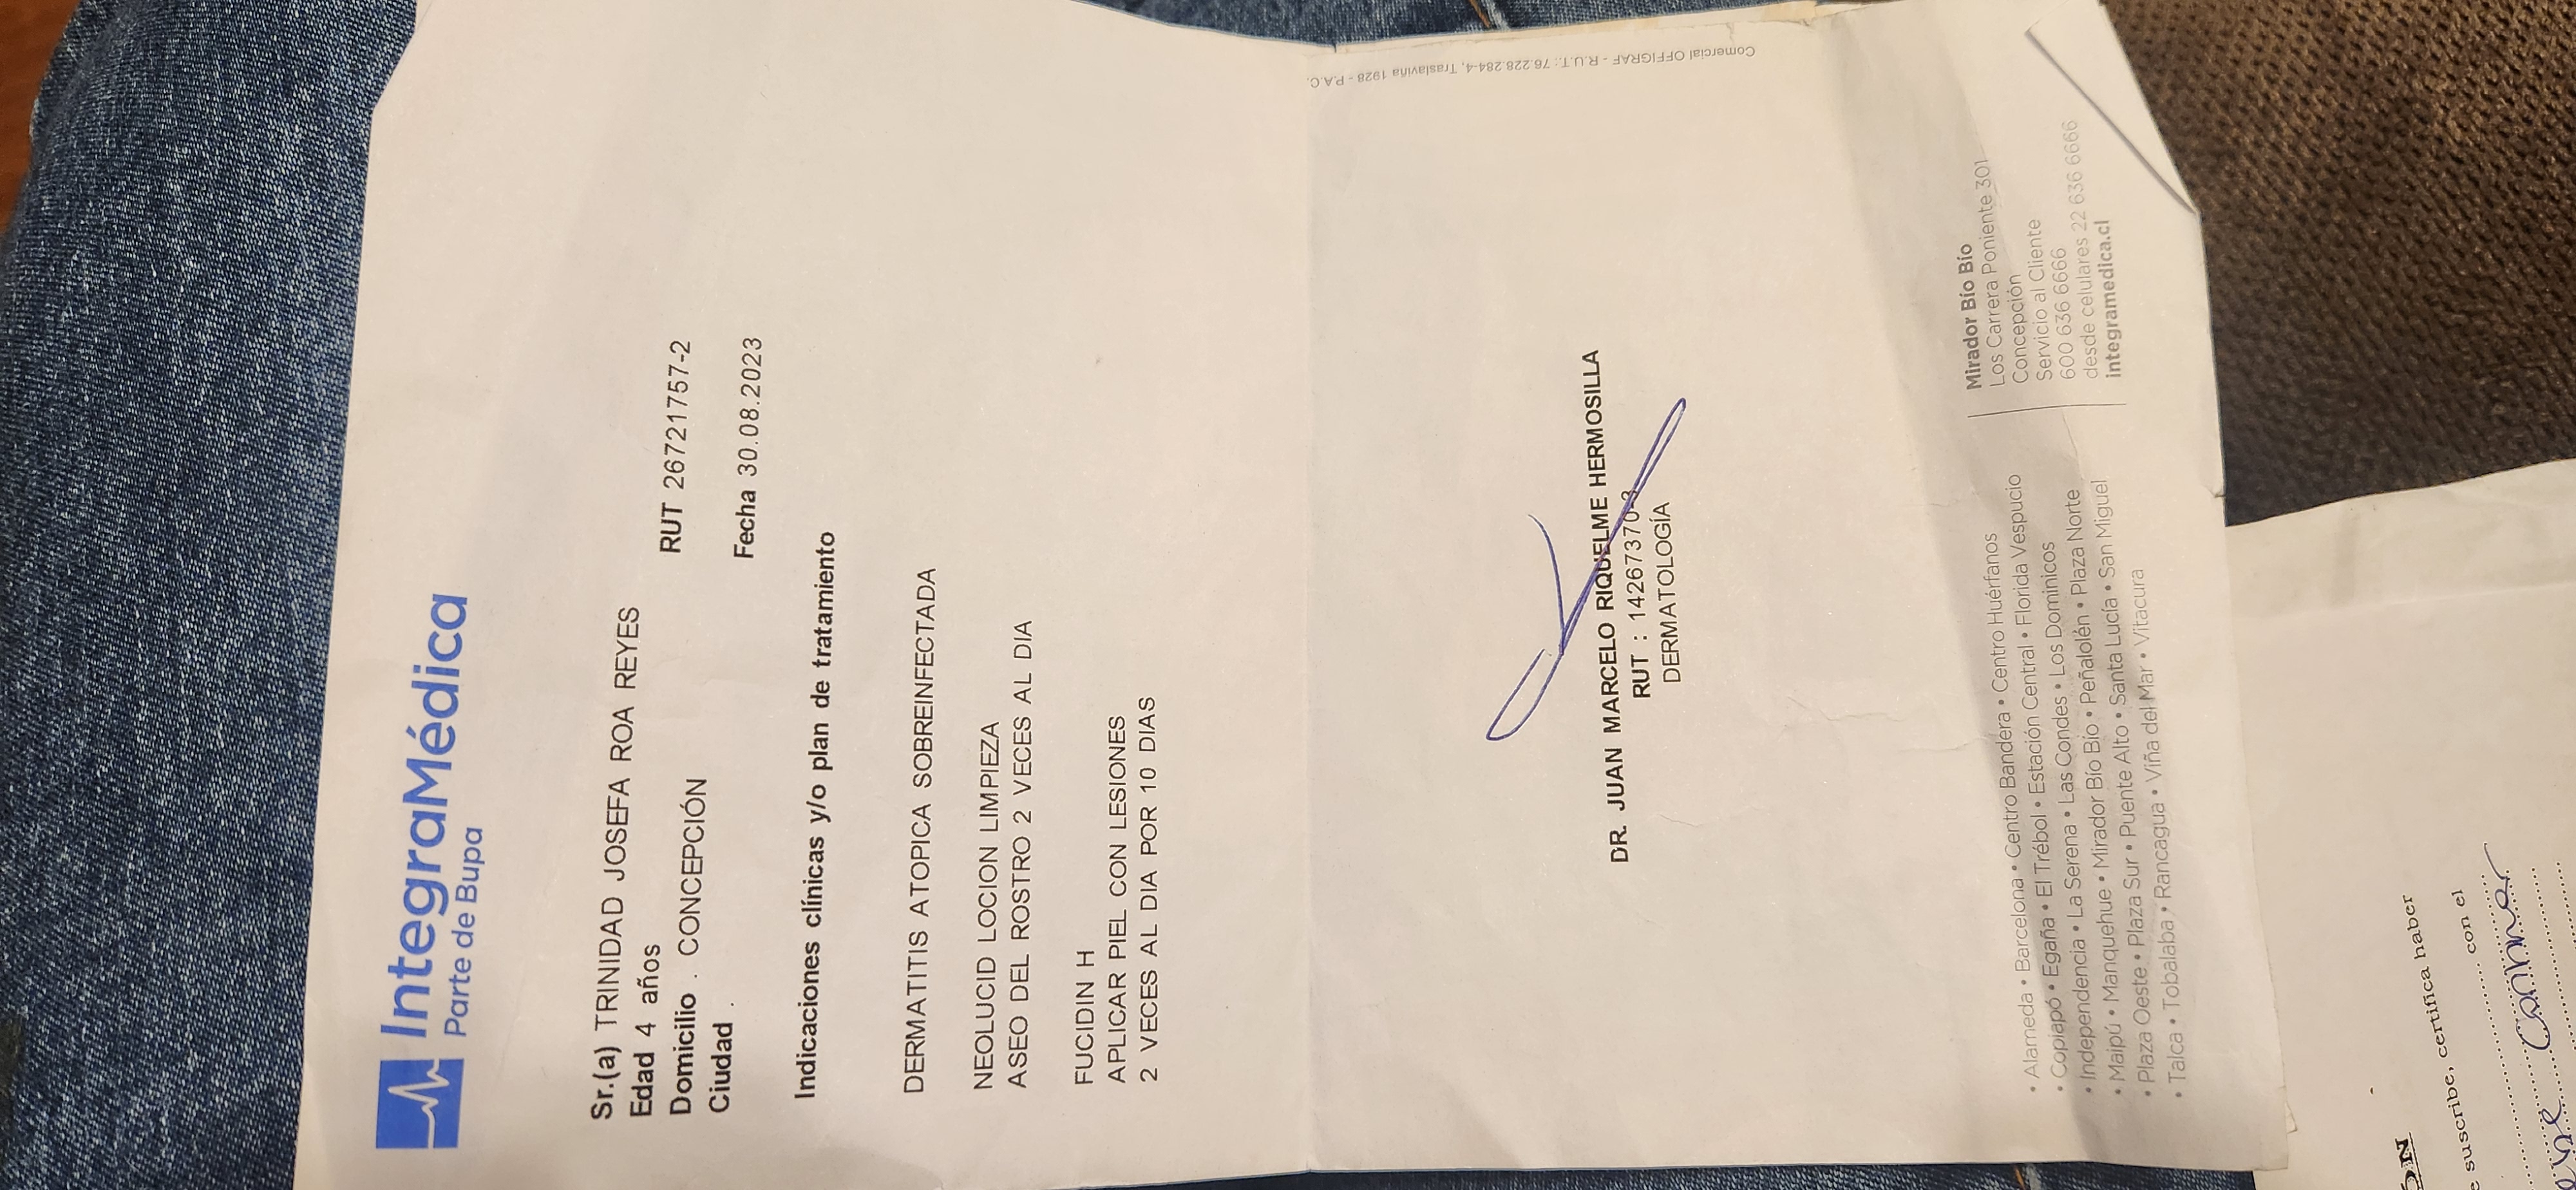 IntegraMédica
Parte de Bupa
Sr.(a) TRINIDAD JOSEFA ROA REYES
Edad 4 años
RUT 26721757-2
Domicilio . CONCEPCIÓN
Ciudad .
Fecha 30.08.2023
Indicaciones clínicas y/o plan de tratamiento
DERMATITIS ATOPICA SOBREINFECTADA
NEOLUCID LOCION LIMPIEZA
ASEO DEL ROSTRO 2 VECES AL DIA
FUCIDIN H
APLICAR PIEL CON LESIONES
2 VECES AL DIA POR 10 DIAS
DR. JUAN MARCELO RIQUELME HERMOSILLA
RUT : 14267370-3
DERMATOLOGÍA
• Alameda • Barcelona • Centro Bandera • Centro Huérfanos
• Copiapó • Egaña • El Trébol • Estación Central • Florida Vespucio
• Independencia • La Serena • Las Condes • Los Dominicos
• Maipú • Manquehue • Mirador Bío Bío • Peñalolén • Plaza Norte
• Plaza Oeste • Plaza Sur • Puente Alto • Santa Lucía • San Miguel
• Talca • Tobalaba • Rancagua • Viña del Mar • Vitacura
Mirador Bío Bío
Los Carrera Poniente 301
Concepción
Servicio al Cliente
600 636 6666
desde celulares 22 636 6666
integramedica.cl
Comercial OFFIGRAF - R.U.T.: 76.228.284-4, Traslaviña 1928 - P.A.C.
suscribe, certifica haber
con el